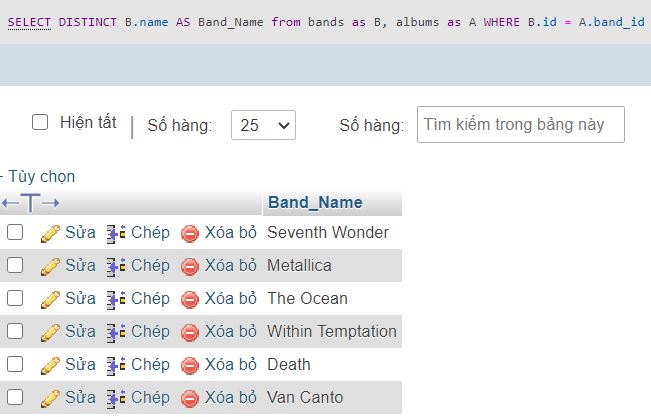 SELECT DISTINCT B.name AS Band_Name from bands as B, albums as A WHERE B.id = A.band_id
Hiện tất | Số hàng: 25 Số hàng: Tìm kiếm trong bảng này
- Tùy chọn
←T→ Band_Name
Sửa Chép Xóa bỏ Seventh Wonder
Sửa Chép Xóa bỏ Metallica
Sửa Chép Xóa bỏ The Ocean
Sửa Chép Xóa bỏ Within Temptation
Sửa Chép Xóa bỏ Death
Sửa Chép Xóa bỏ Van Canto